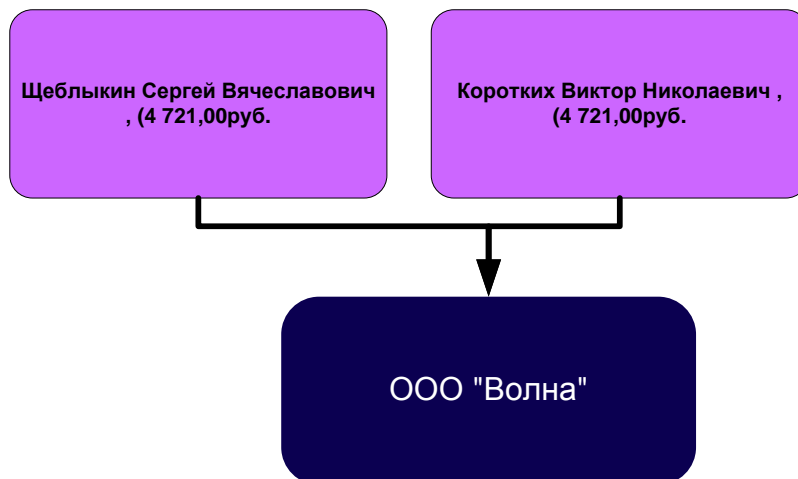 Щеблыкин Сергей Вячеславович
, (4 721,00руб.
Коротких Виктор Николаевич ,
(4 721,00руб.
ООО "Волна"